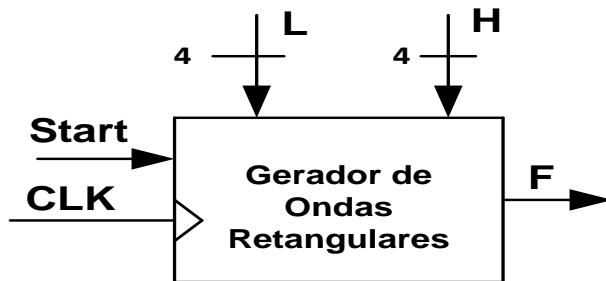 L
H
4
4
Start
CLK
Gerador de
Ondas
Retangulares
F